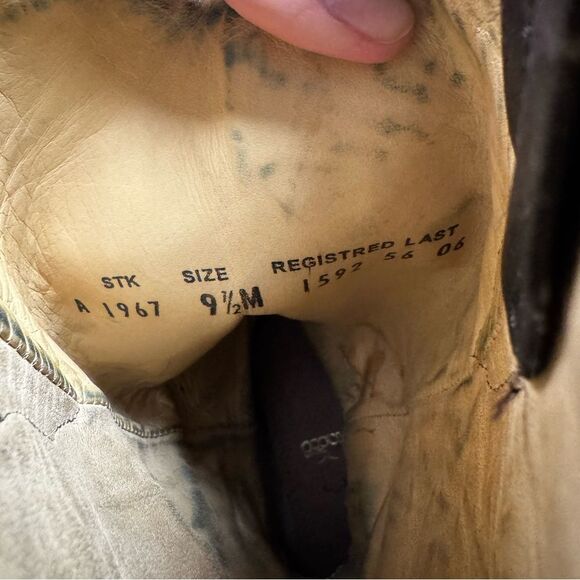 STK SIZE REGISTRED LAST
A 1967 9½M 1592 56 06